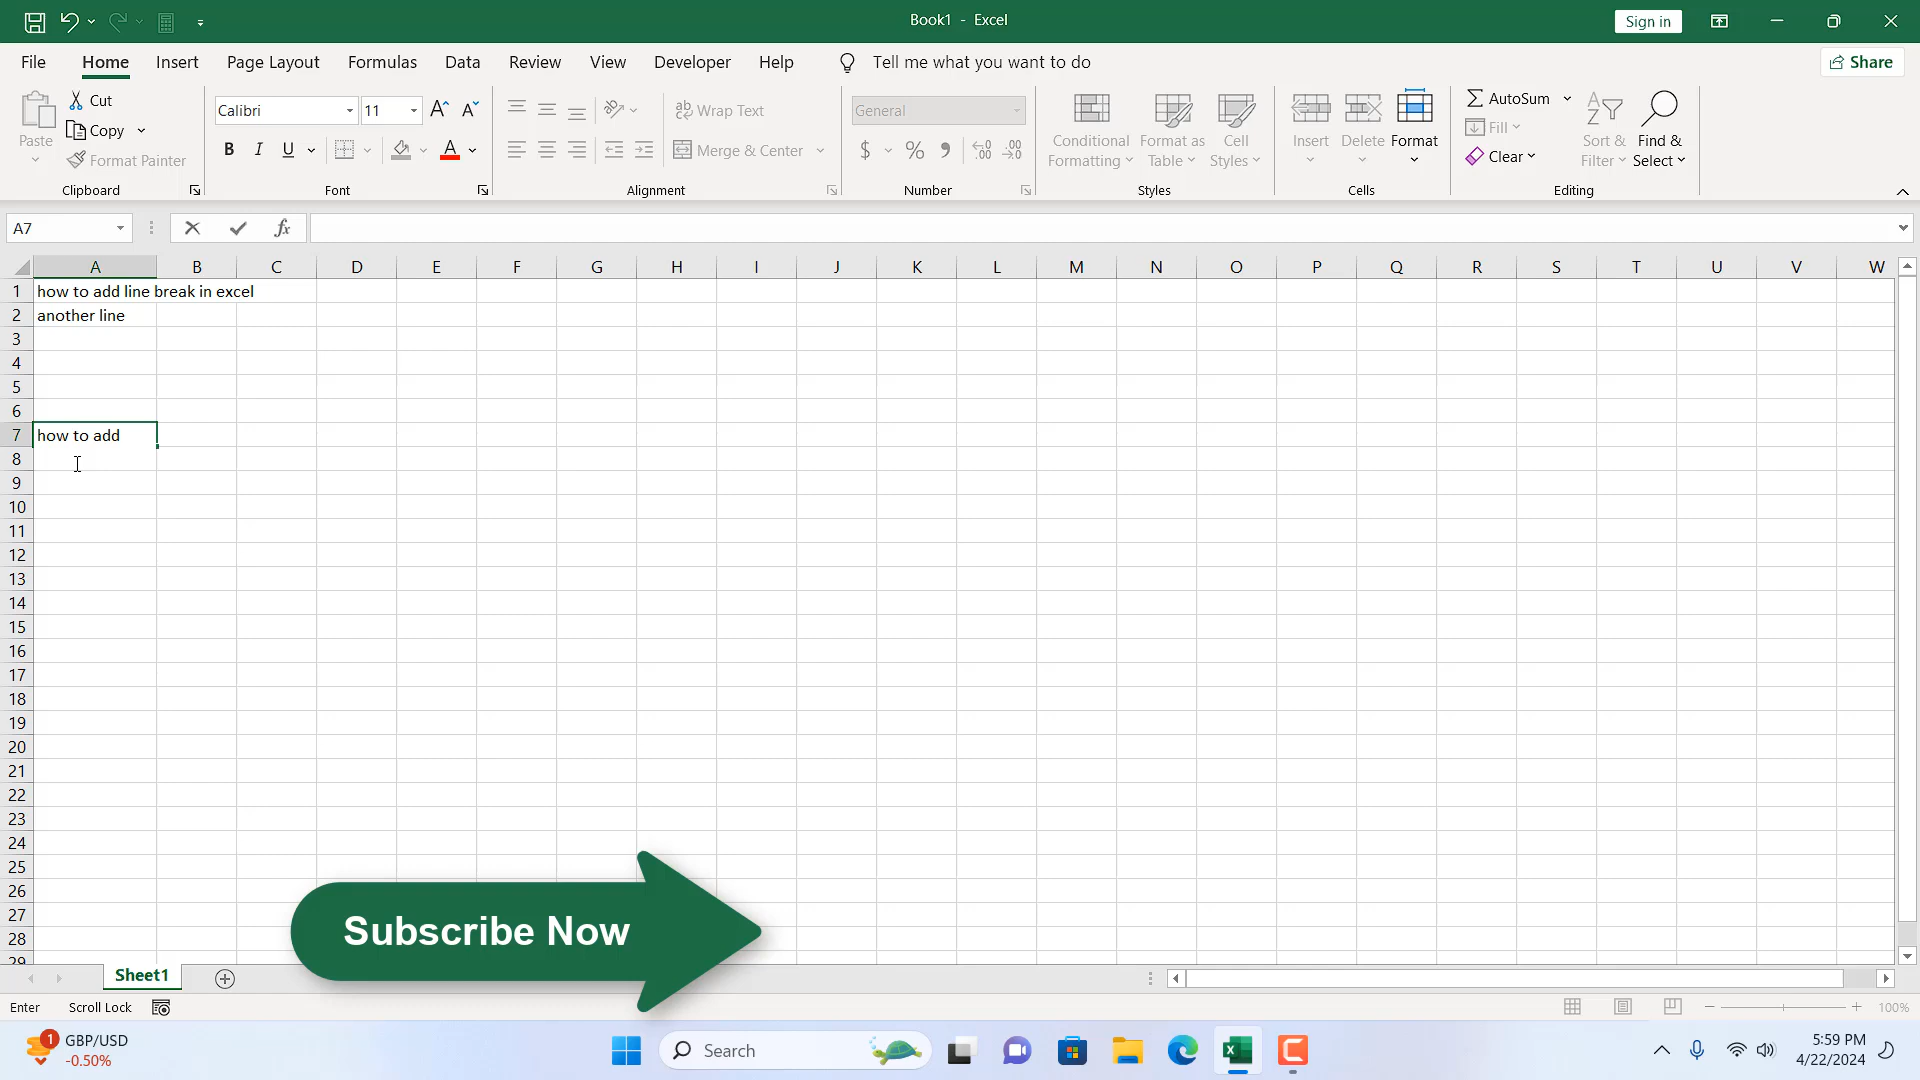 Book1 - Excel
Sign in
File Home Insert Page Layout Formulas Data Review View Developer Help Tell me what you want to do Share
Paste
Cut
Copy
Format Painter
Clipboard
Calibri 11
B I U A
Font
ab Wrap Text
Merge & Center
Alignment
General
$ % 9 .00
Number
Conditional Formatting
Format as Table
Cell Styles
Styles
Insert Delete Format
Cells
AutoSum
Fill
Clear
Sort & Filter
Find & Select
Editing
A7 fx
A B C D E F G H I J K L M N O P Q R S T U V W
1 how to add line break in excel
2 another line
3
4
5
6
7 how to add
8
9
10
11
12
13
14
15
16
17
18
19
20
21
22
23
24
25
26
27
28
29
Subscribe Now
Sheet1
Enter Scroll Lock 100%
1 GBP/USD
-0.50%
Search
5:59 PM
4/22/2024